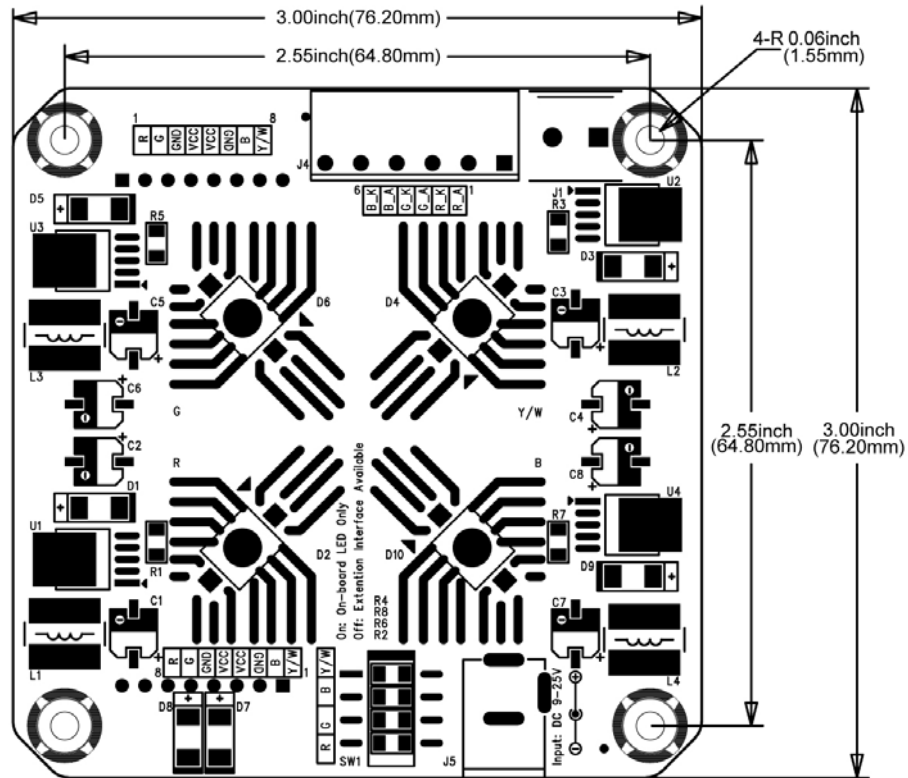 3.00inch(76.20mm)
2.55inch(64.80mm)
4-R 0.06inch
(1.55mm)
1 8
R G GND VCC VCC GND B Y/W
J4
6 B_K B_A G_K G_A R_K R_A 1
J1
U2
D5
R5
R3
U3
D3
C5
D6
D4
C3
L3
L2
C6
G
Y/W
C4
2.55inch
(64.80mm)
3.00inch
(76.20mm)
C2
R
B
C8
D1
U1
R1
D2
On: On-board LED Only
Off: Extention Interface Available
D10
R7
U4
D9
R4
R8
R6
R2
C1
C7
L1
L4
R G GND VCC VCC GND B Y/W
8 1
D8
D7
Y/W
B
G
R
SW1
J5
Input: DC 9-25V